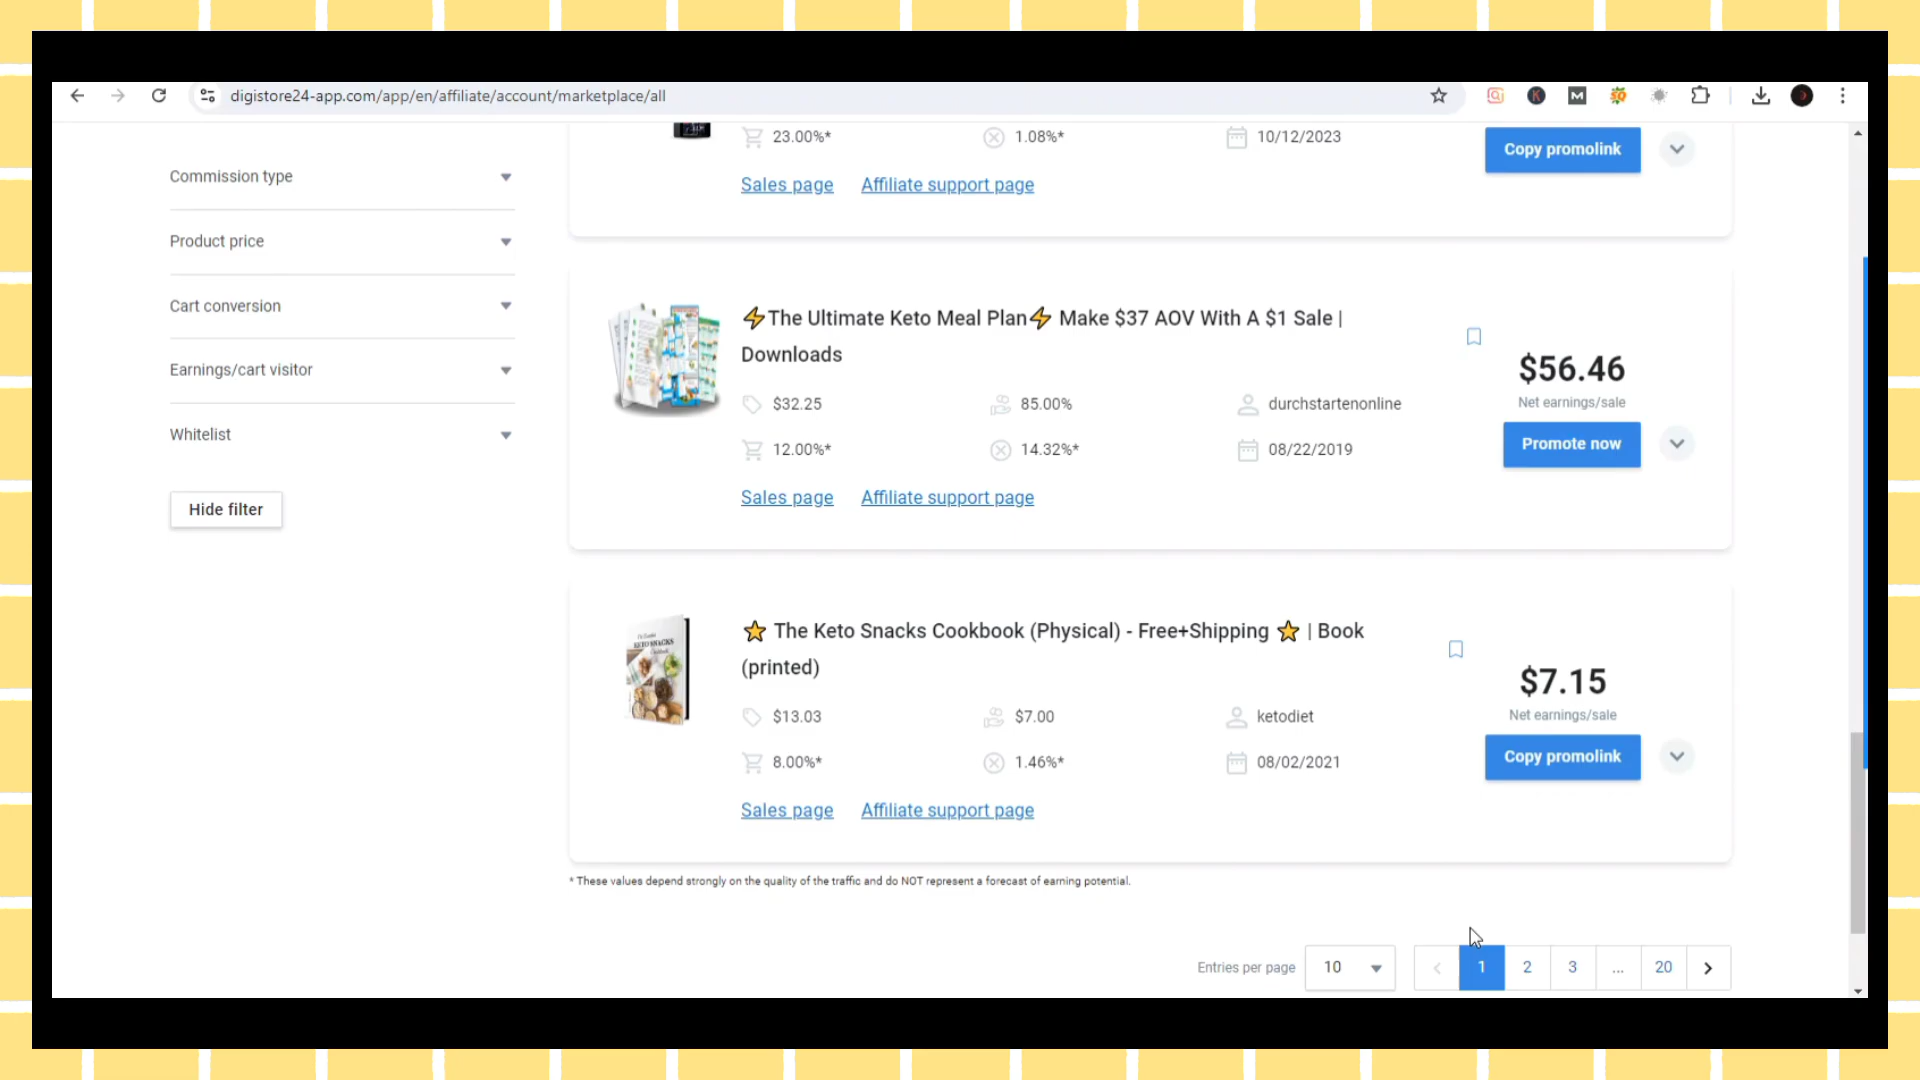 digistore24-app.com/app/en/affiliate/account/marketplace/all
Commission type
Product price
Cart conversion
Earnings/cart visitor
Whitelist
Hide filter
23.00%* 1.08%* 10/12/2023
Copy promolink
Sales page Affiliate support page
The Ultimate Keto Meal Plan Make $37 AOV With A $1 Sale |
Downloads
$32.25 85.00% durchstartenonline
12.00%* 14.32%* 08/22/2019
Sales page Affiliate support page
$56.46
Net earnings/sale
Promote now
The Keto Snacks Cookbook (Physical) - Free+Shipping | Book
(printed)
$13.03 $7.00 ketodiet
8.00%* 1.46%* 08/02/2021
Sales page Affiliate support page
$7.15
Net earnings/sale
Copy promolink
KETO SNACKS
* These values depend strongly on the quality of the traffic and do NOT represent a forecast of earning potential.
Entries per page 10 1 2 3 ... 20